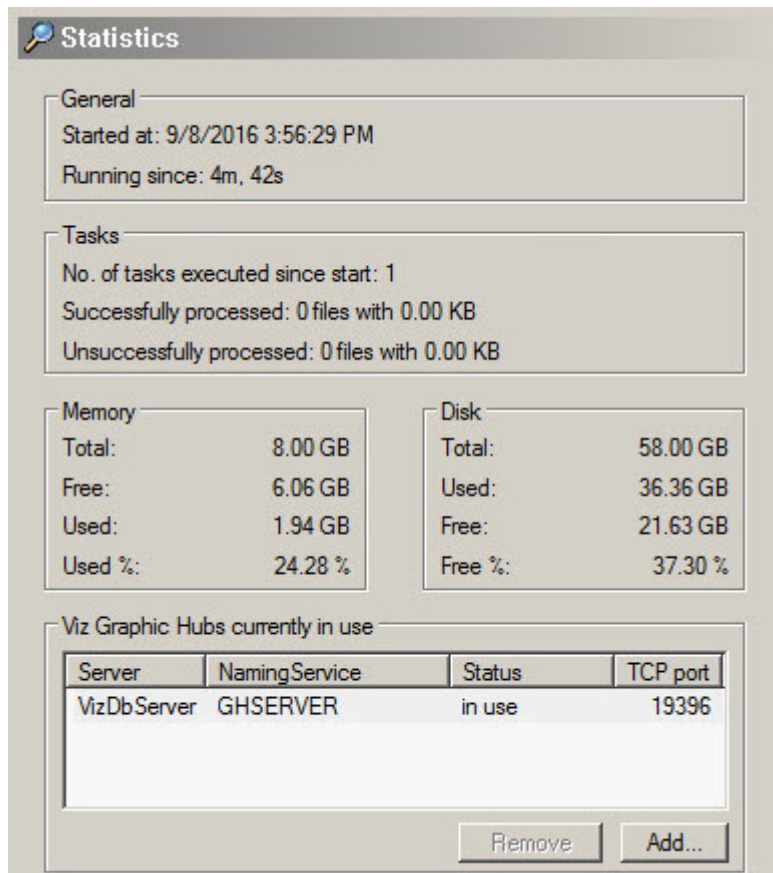 Statistics
General
Started at: 9/8/2016 3:56:29 PM
Running since: 4m, 42s
Tasks
No. of tasks executed since start: 1
Successfully processed: 0 files with 0.00 KB
Unsuccessfully processed: 0 files with 0.00 KB
Memory
Total: 8.00 GB
Free: 6.06 GB
Used: 1.94 GB
Used %: 24.28 %
Disk
Total: 58.00 GB
Used: 36.36 GB
Free: 21.63 GB
Free %: 37.30 %
Viz Graphic Hubs currently in use
Server NamingService Status TCP port
VizDbServer GHSERVER in use 19396
Remove Add...